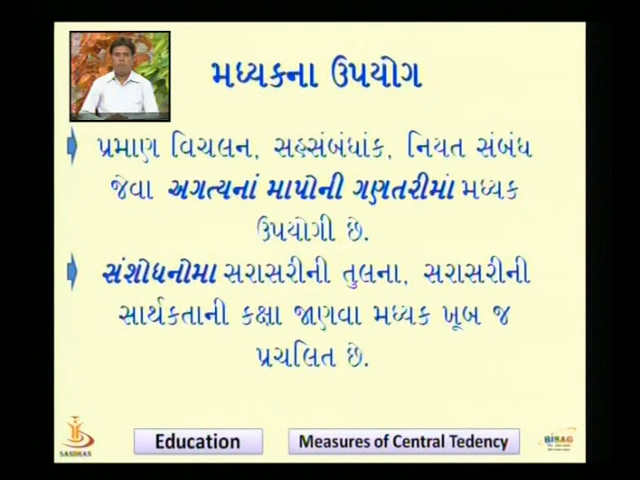 મધ્યકના ઉપયોગ
પ્રમાણ વિચલન, સહસંબંધાંક, નિયત સંબંધ
જેવા અગત્યનાં માપોની ગણતરીમાં મધ્યક
ઉપયોગી છે.
સંશોધનોમા સરાસરીની તુલના, સરાસરીની
સાર્થકતાની કક્ષા જાણવા મધ્યક ખૂબ જ
પ્રચલિત છે.
SANDHAN
Education
Measures of Central Tedency
BISAG